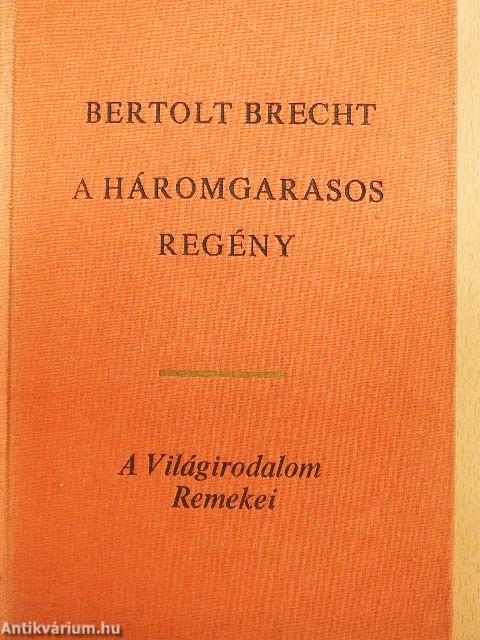 BERTOLT BRECHT
A HÁROMGARASOS
REGÉNY
A Világirodalom
Remekei
Antikvárium.hu